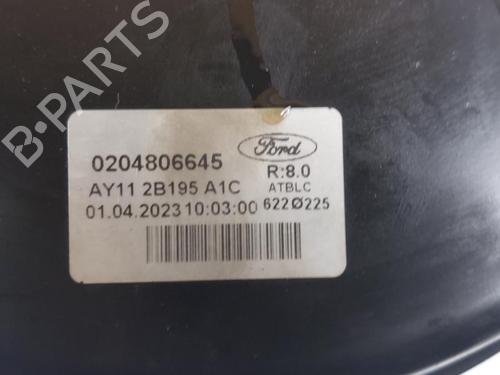 B-PARTS
0204806645
Ford
AY11 2B195 A1C
R:8.0
ATBLC
01.04.2023 10:03:00
622Ø225